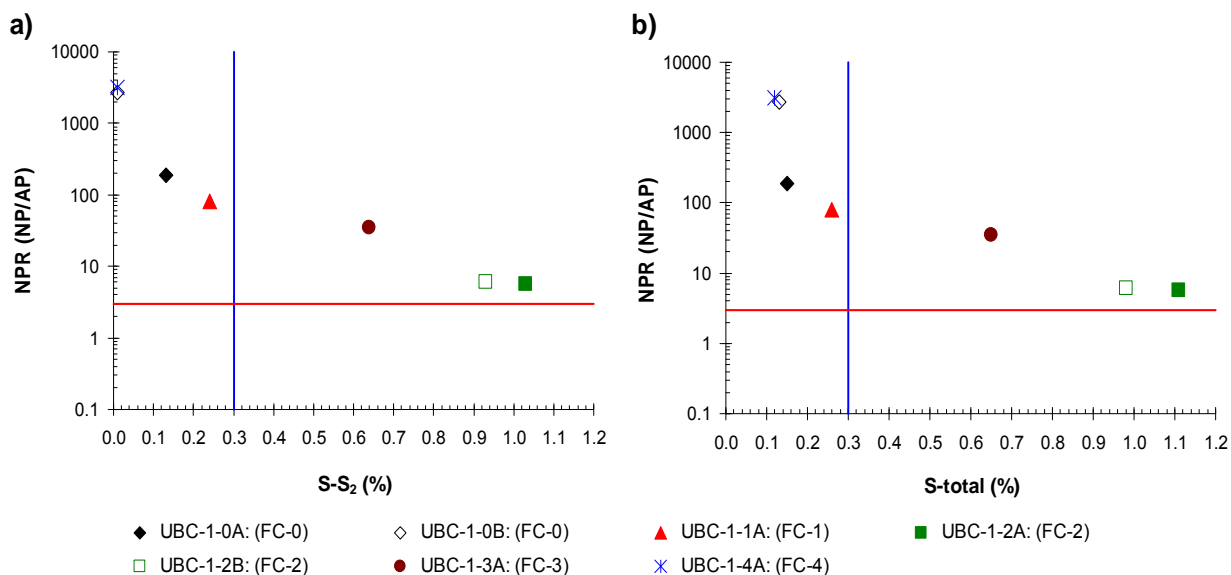 a)
10000
1000
100
10
1
0.1
NPR (NP/AP)
0.0 0.1 0.2 0.3 0.4 0.5 0.6 0.7 0.8 0.9 1.0 1.1 1.2
S-S2 (%)
b)
10000
1000
100
10
1
0.1
NPR (NP/AP)
0.0 0.1 0.2 0.3 0.4 0.5 0.6 0.7 0.8 0.9 1.0 1.1 1.2
S-total (%)
UBC-1-0A: (FC-0) UBC-1-0B: (FC-0) UBC-1-1A: (FC-1) UBC-1-2A: (FC-2)
UBC-1-2B: (FC-2) UBC-1-3A: (FC-3) UBC-1-4A: (FC-4)